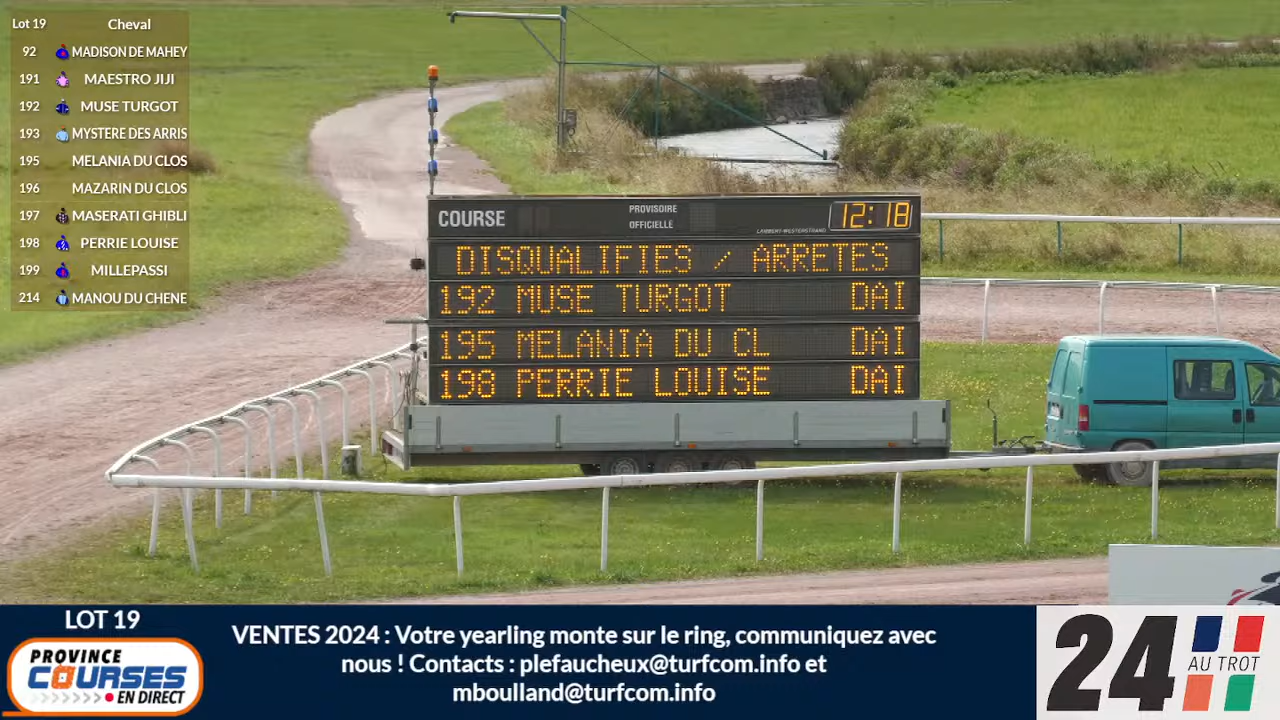 Lot 19 Cheval
92 MADISON DE MAHEY
191 MAESTRO JIJI
192 MUSE TURGOT
193 MYSTERE DES ARRIS
195 MELANIA DU CLOS
196 MAZARIN DU CLOS
197 MASERATI GHIBLI
198 PERRIE LOUISE
199 MILLEPASSI
214 MANOU DU CHENE
COURSE PROVISOIRE 12:18
OFFICIELLE
LAMBERT-WESTERSTRAND
DISQUALIFIES / ARRETES
192 MUSE TURGOT DAI
195 MELANIA DU CL DAI
198 PERRIE LOUISE DAI
LOT 19
PROVINCE
COURSES
EN DIRECT
VENTES 2024 : Votre yearling monte sur le ring, communiquez avec
nous ! Contacts : plefaucheux@turfcom.info et
mboulland@turfcom.info
24 AU TROT